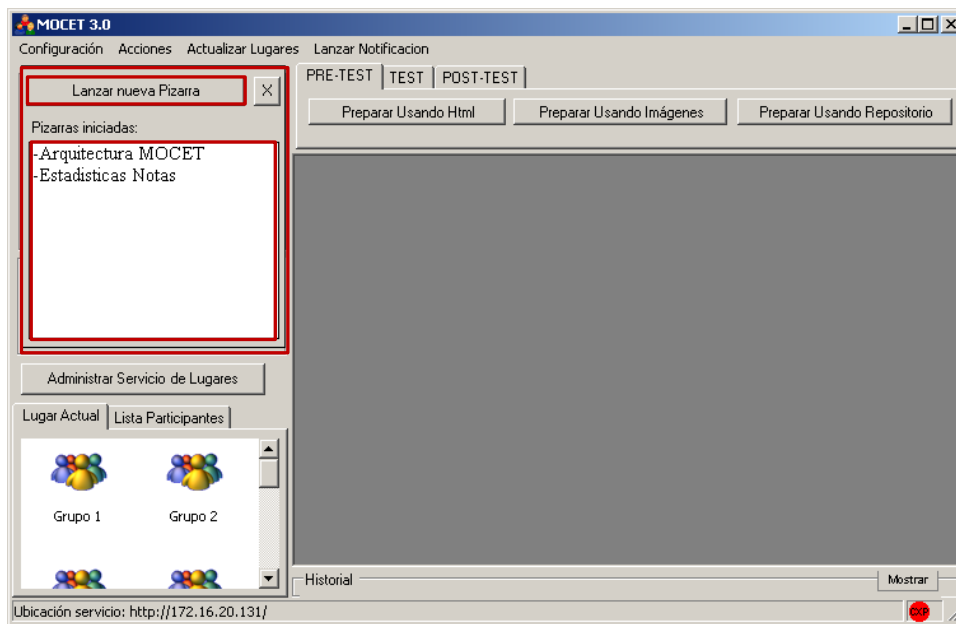 MOCET 3.0
Configuración Acciones Actualizar Lugares Lanzar Notificacion
Lanzar nueva Pizarra X
Pizarras iniciadas:
-Arquitectura MOCET
-Estadisticas Notas
PRE-TEST TEST POST-TEST
Preparar Usando Html Preparar Usando Imágenes Preparar Usando Repositorio
Administrar Servicio de Lugares
Lugar Actual Lista Participantes
Grupo 1 Grupo 2
Historial Mostrar
Ubicación servicio: http://172.16.20.131/ CXP